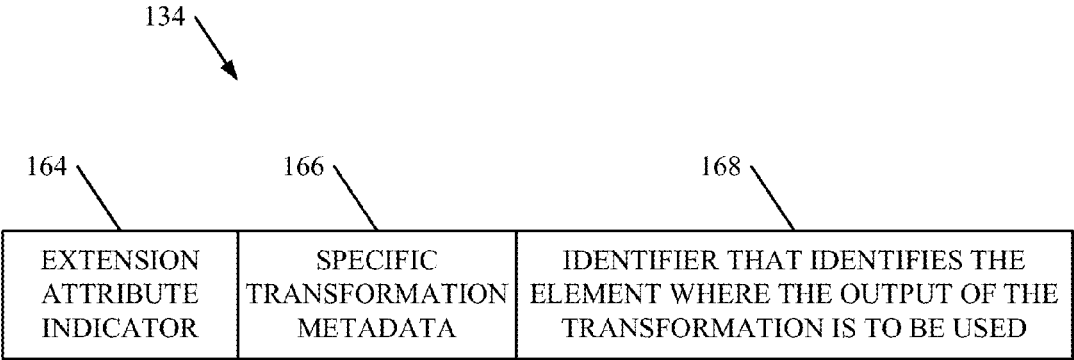 134
164
166
168
EXTENSION
ATTRIBUTE
INDICATOR
SPECIFIC
TRANSFORMATION
METADATA
IDENTIFIER THAT IDENTIFIES THE
ELEMENT WHERE THE OUTPUT OF THE
TRANSFORMATION IS TO BE USED